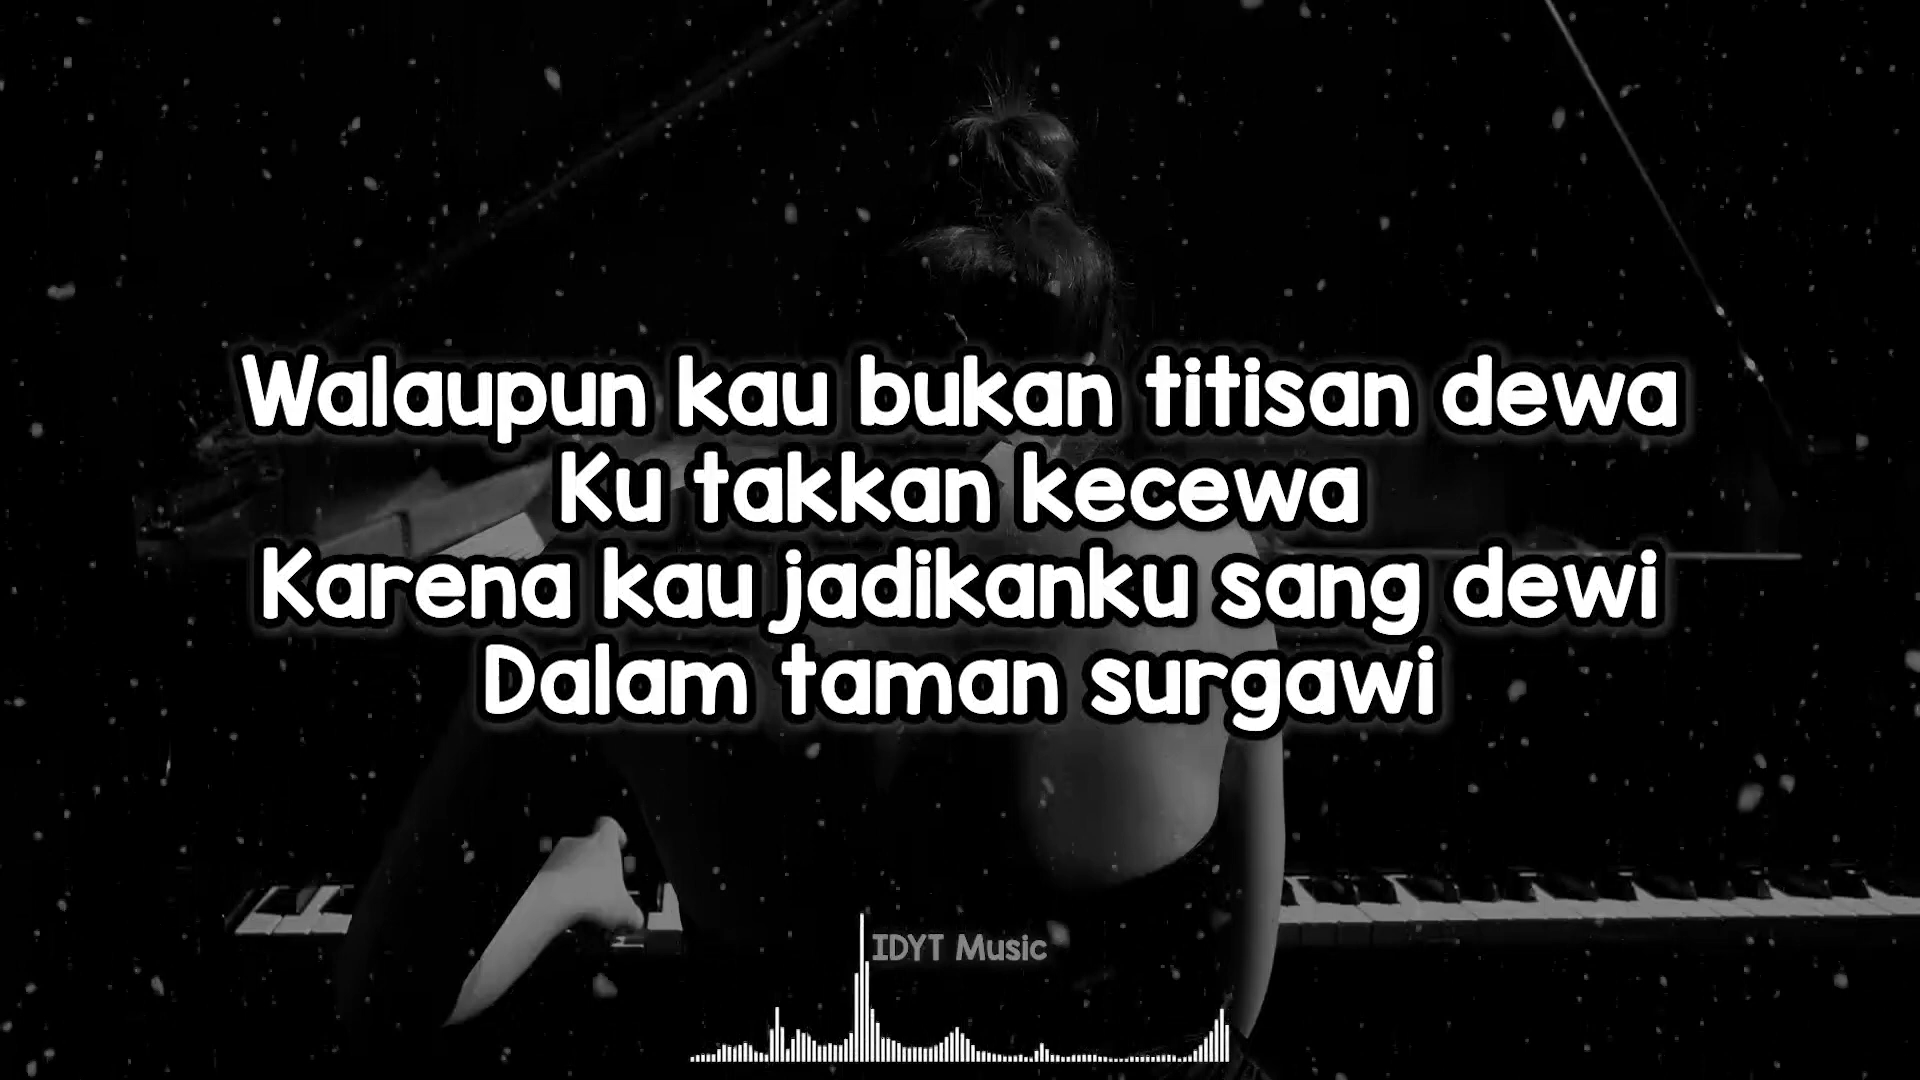 Walaupun kau bukan titisan dewa
Ku takkan kecewa
Karena kau jadikanku sang dewi
Dalam taman surgawi
IDYT Music